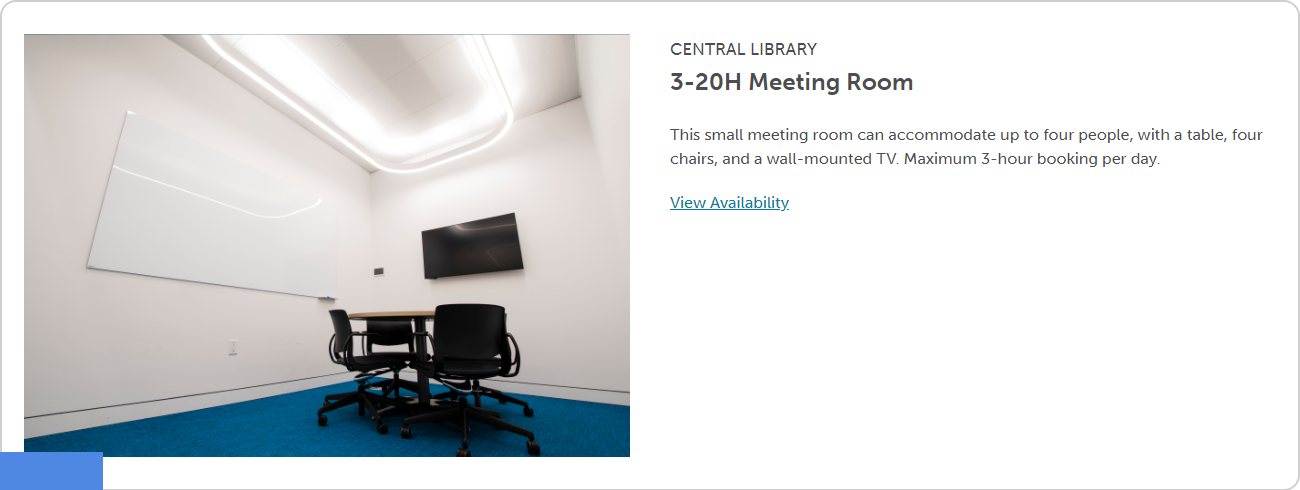 CENTRAL LIBRARY
3-20H Meeting Room
This small meeting room can accommodate up to four people, with a table, four
chairs, and a wall-mounted TV. Maximum 3-hour booking per day.
View Availability